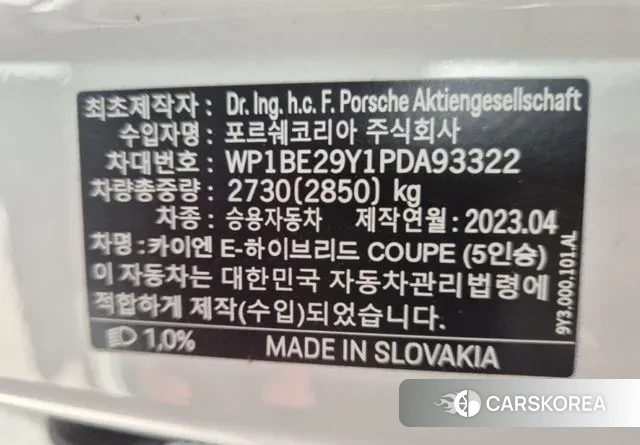 최초제작자 : Dr. Ing. h.c. F. Porsche Aktiengesellschaft
수입자명 : 포르쉐코리아 주식회사
차대번호 : WP1BE29Y1PDA93322
차량총중량 : 2730(2850) kg
차종 : 승용자동차 제작연월 : 2023.04
차명 : 카이엔 E-하이브리드 COUPE (5인승)
이 자동차는 대한민국 자동차관리법령에
적합하게 제작(수입)되었습니다.
1,0% MADE IN SLOVAKIA
9Y3.000.101.AL
CARSKOREA